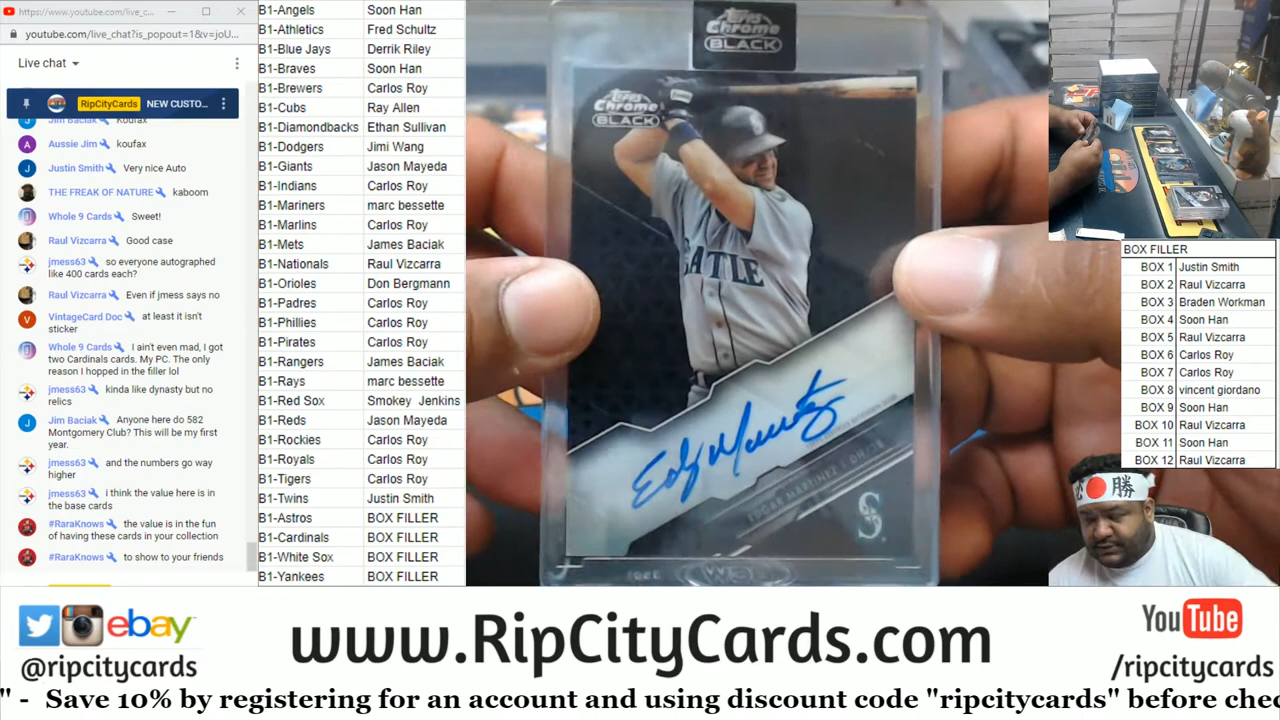 https://www.youtube.com/live_c...
youtube.com/live_chat?is_popout=1&v=joU...
Live chat
RipCityCards NEW CUSTO...
Jim Baciak Koufax
Aussie Jim koufax
Justin Smith Very nice Auto
THE FREAK OF NATURE kaboom
Whole 9 Cards Sweet!
Raul Vizcarra Good case
jmess63 so everyone autographed
like 400 cards each?
Raul Vizcarra Even if jmess says no
VintageCard Doc at least it isn't
sticker
Whole 9 Cards I ain't even mad, I got
two Cardinals cards. My PC. The only
reason I hopped in the filler lol
jmess63 kinda like dynasty but no
relics
Jim Baciak Anyone here do 582
Montgomery Club? This will be my first
year.
jmess63 and the numbers go way
higher
jmess63 i think the value here is in
the base cards
#RaraKnows the value is in the fun
of having these cards in your collection
#RaraKnows to show to your friends
B1-Angels Soon Han
B1-Athletics Fred Schultz
B1-Blue Jays Derrik Riley
B1-Braves Soon Han
B1-Brewers Carlos Roy
B1-Cubs Ray Allen
B1-Diamondbacks Ethan Sullivan
B1-Dodgers Jimi Wang
B1-Giants Jason Mayeda
B1-Indians Carlos Roy
B1-Mariners marc bessette
B1-Marlins Carlos Roy
B1-Mets James Baciak
B1-Nationals Raul Vizcarra
B1-Orioles Don Bergmann
B1-Padres Carlos Roy
B1-Phillies Carlos Roy
B1-Pirates Carlos Roy
B1-Rangers James Baciak
B1-Rays marc bessette
B1-Red Sox Smokey Jenkins
B1-Reds Jason Mayeda
B1-Rockies Carlos Roy
B1-Royals Carlos Roy
B1-Tigers Carlos Roy
B1-Twins Justin Smith
B1-Astros BOX FILLER
B1-Cardinals BOX FILLER
B1-White Sox BOX FILLER
B1-Yankees BOX FILLER
Topps
Chrome
BLACK
Topps
Chrome
BLACK
ATTLE
EDGAR MARTINEZ
S
BOX FILLER
BOX 1 Justin Smith
BOX 2 Raul Vizcarra
BOX 3 Braden Workman
BOX 4 Soon Han
BOX 5 Raul Vizcarra
BOX 6 Carlos Roy
BOX 7 Carlos Roy
BOX 8 vincent giordano
BOX 9 Soon Han
BOX 10 Raul Vizcarra
BOX 11 Soon Han
BOX 12 Raul Vizcarra
必 勝
ebay
@ripcitycards
www.RipCityCards.com
YouTube
/ripcitycards
" - Save 10% by registering for an account and using discount code "ripcitycards" before chec